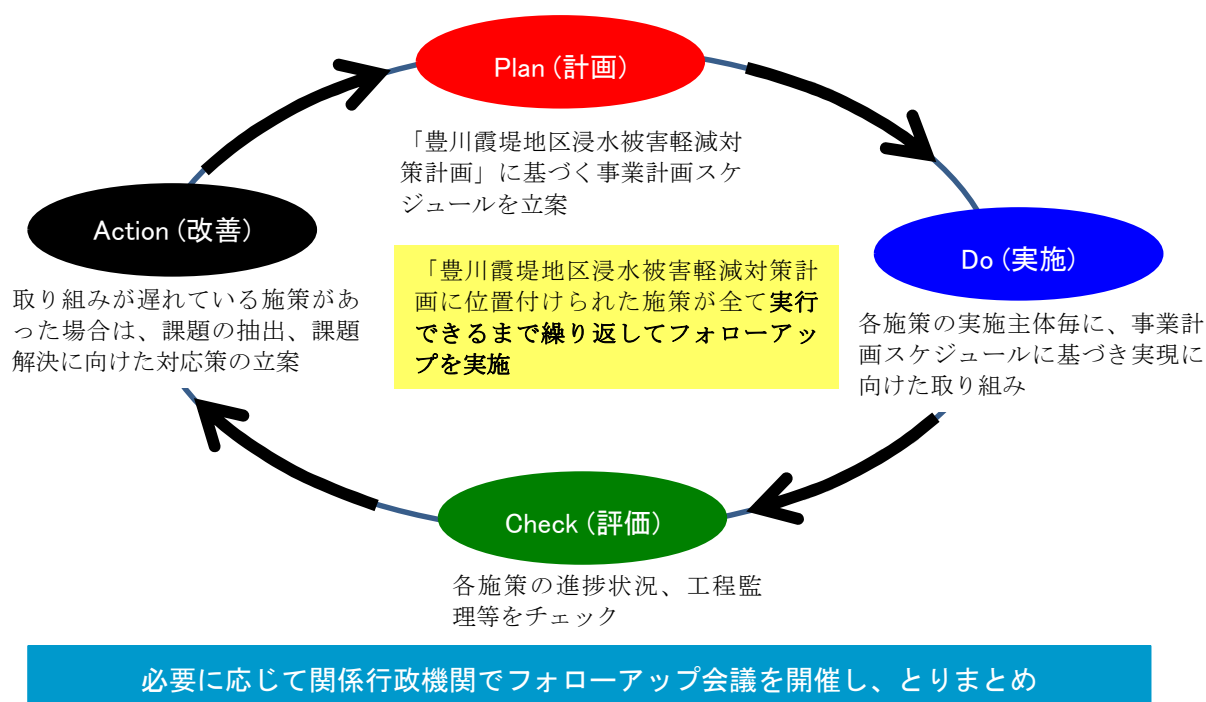 Plan (計画)
「豊川霞堤地区浸水被害軽減対
策計画」に基づく事業計画スケ
ジュールを立案
Do (実施)
各施策の実施主体毎に、事業計
画スケジュールに基づき実現に
向けた取り組み
Check (評価)
各施策の進捗状況、工程監
理等をチェック
Action (改善)
取り組みが遅れている施策があ
った場合は、課題の抽出、課題
解決に向けた対応策の立案
「豊川霞堤地区浸水被害軽減対策計
画に位置付けられた施策が全て実行
できるまで繰り返してフォローアッ
プを実施
必要に応じて関係行政機関でフォローアップ会議を開催し、とりまとめ